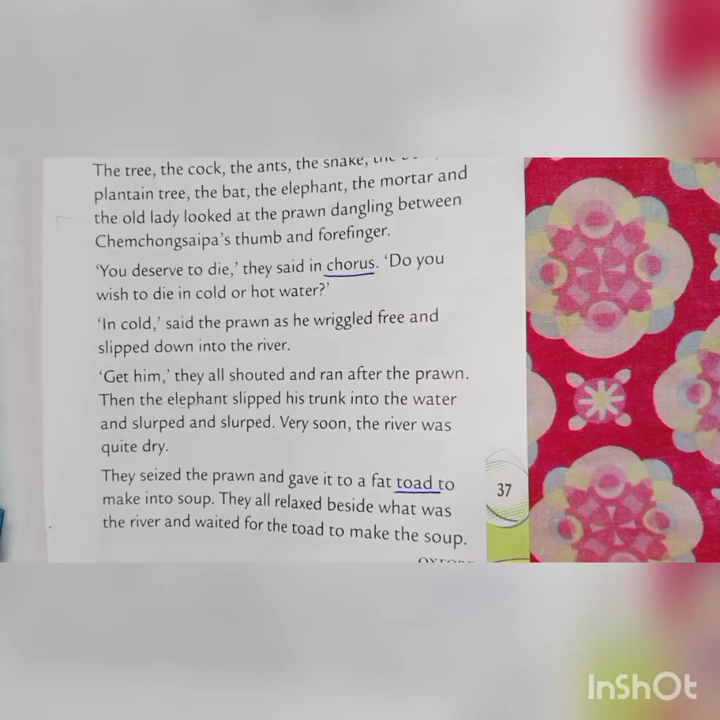 The tree, the cock, the ants, the snake, the
plantain tree, the bat, the elephant, the mortar and
the old lady looked at the prawn dangling between
Chemchongsaipa's thumb and forefinger.
'You deserve to die,' they said in chorus. 'Do you
wish to die in cold or hot water?'
'In cold,' said the prawn as he wriggled free and
slipped down into the river.
'Get him,' they all shouted and ran after the prawn.
Then the elephant slipped his trunk into the water
and slurped and slurped. Very soon, the river was
quite dry.
They seized the prawn and gave it to a fat toad to
make into soup. They all relaxed beside what was
the river and waited for the toad to make the soup.
37
InShOt